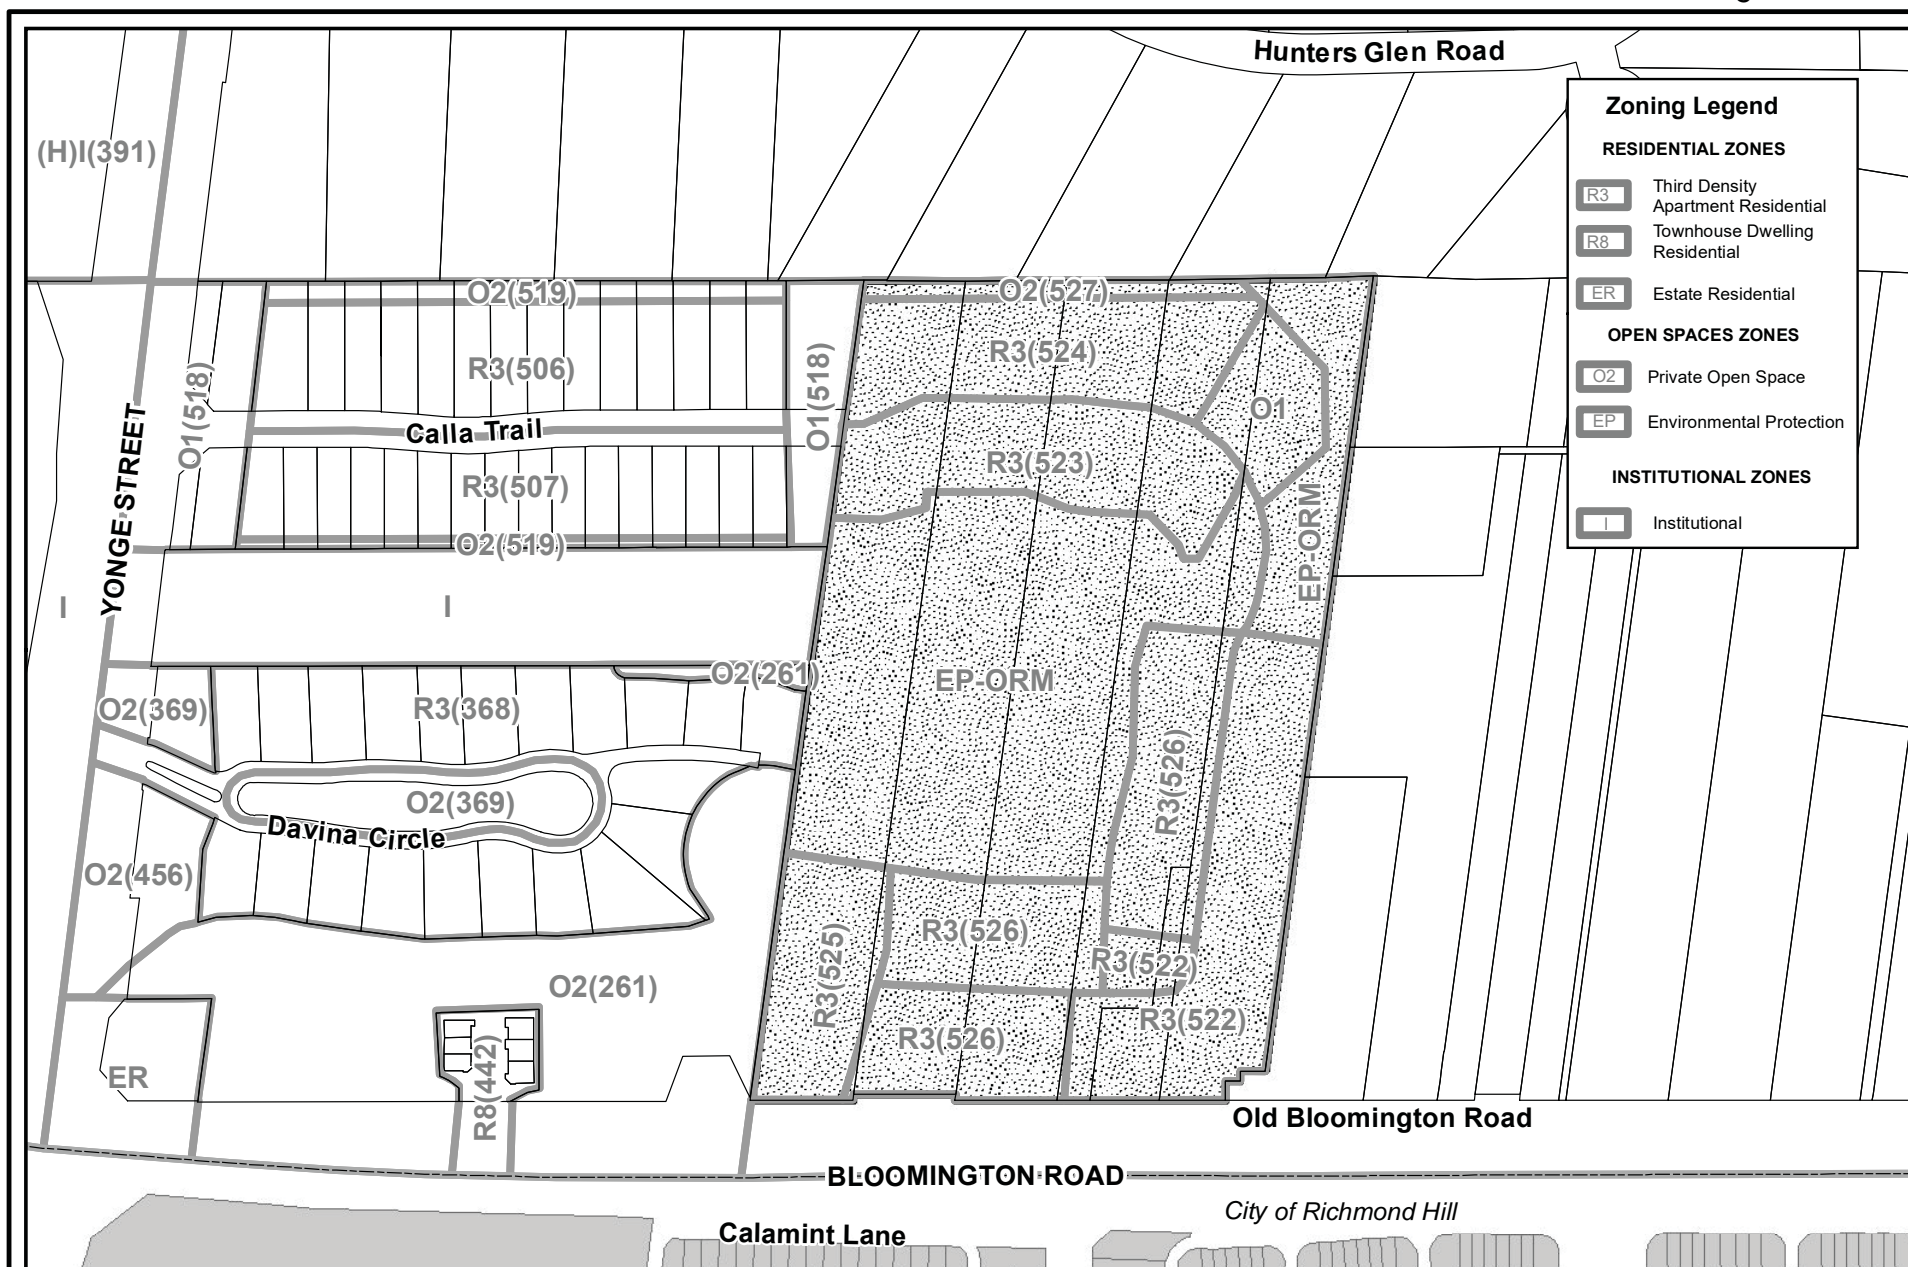 Hunters Glen Road
Zoning Legend
RESIDENTIAL ZONES
R3
Third Density
Apartment Residential
R8
Townhouse Dwelling
Residential
ER
Estate Residential
OPEN SPACES ZONES
O2
Private Open Space
EP
Environmental Protection
INSTITUTIONAL ZONES
I
Institutional
(H)I(391)
O2(519)
O2(527)
R3(506)
R3(524)
O1(518)
O1(518)
O1
YONGE STREET
Calla Trail
R3(507)
R3(523)
O2(519)
EP-ORM
I
I
O2(261)
EP-ORM
O2(369)
R3(368)
R3(526)
O2(369)
Davina Circle
O2(456)
R3(526)
R3(525)
R3(522)
O2(261)
R3(522)
R3(526)
ER
R8(442)
Old Bloomington Road
BLOOMINGTON ROAD
City of Richmond Hill
Calamint Lane